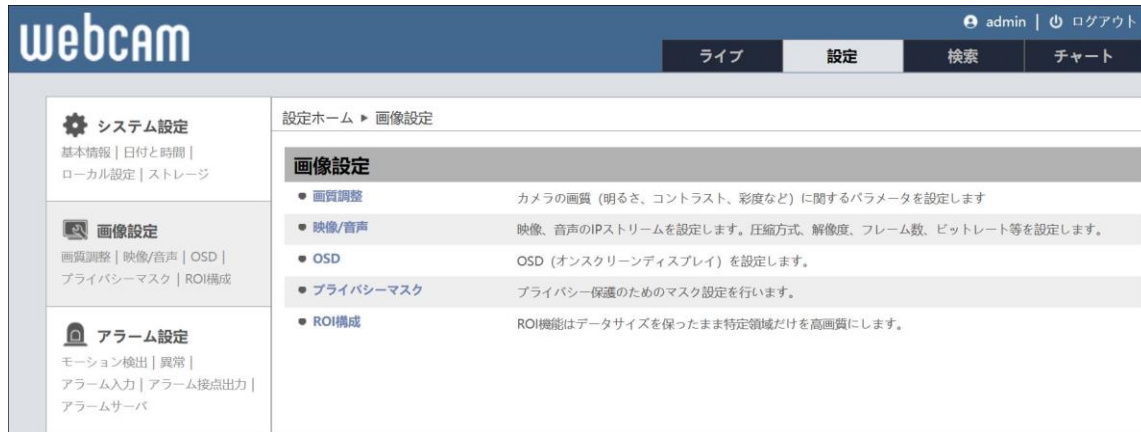 webcam
admin | ログアウト
ライブ 設定 検索 チャート
システム設定
基本情報 | 日付と時間 |
ローカル設定 | ストレージ
画像設定
画質調整 | 映像/音声 | OSD |
プライバシーマスク | ROI構成
アラーム設定
モーション検出 | 異常 |
アラーム入力 | アラーム接点出力 |
アラームサーバ
設定ホーム ▶ 画像設定
画像設定
● 画質調整 カメラの画質 (明るさ、コントラスト、彩度など) に関するパラメータを設定します
● 映像/音声 映像、音声のIPストリームを設定します。圧縮方式、解像度、フレーム数、ビットレート等を設定します。
● OSD OSD (オンスクリーンディスプレイ) を設定します。
● プライバシーマスク プライバシー保護のためのマスク設定を行います。
● ROI構成 ROI機能はデータサイズを保ったまま特定領域だけを高画質にします。